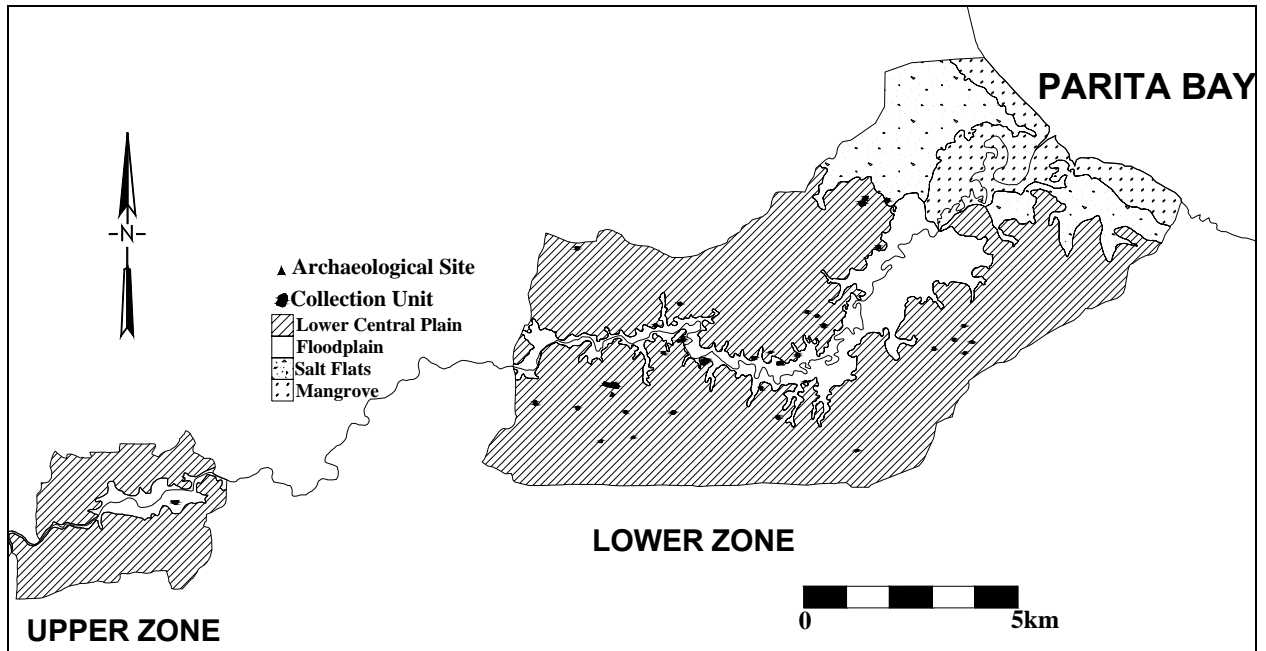 PARITA BAY
-N-
Archaeological Site
Collection Unit
Lower Central Plain
Floodplain
Salt Flats
Mangrove
LOWER ZONE
0 5km
UPPER ZONE